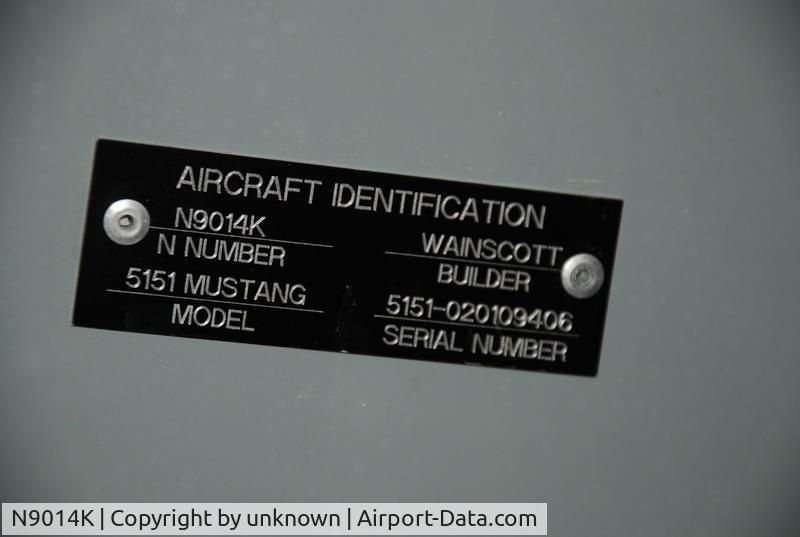 AIRCRAFT IDENTIFICATION
N9014K
N NUMBER
WAINSCOTT
BUILDER
5151 MUSTANG
MODEL
5151-020109406
SERIAL NUMBER
N9014K | Copyright by unknown | Airport-Data.com